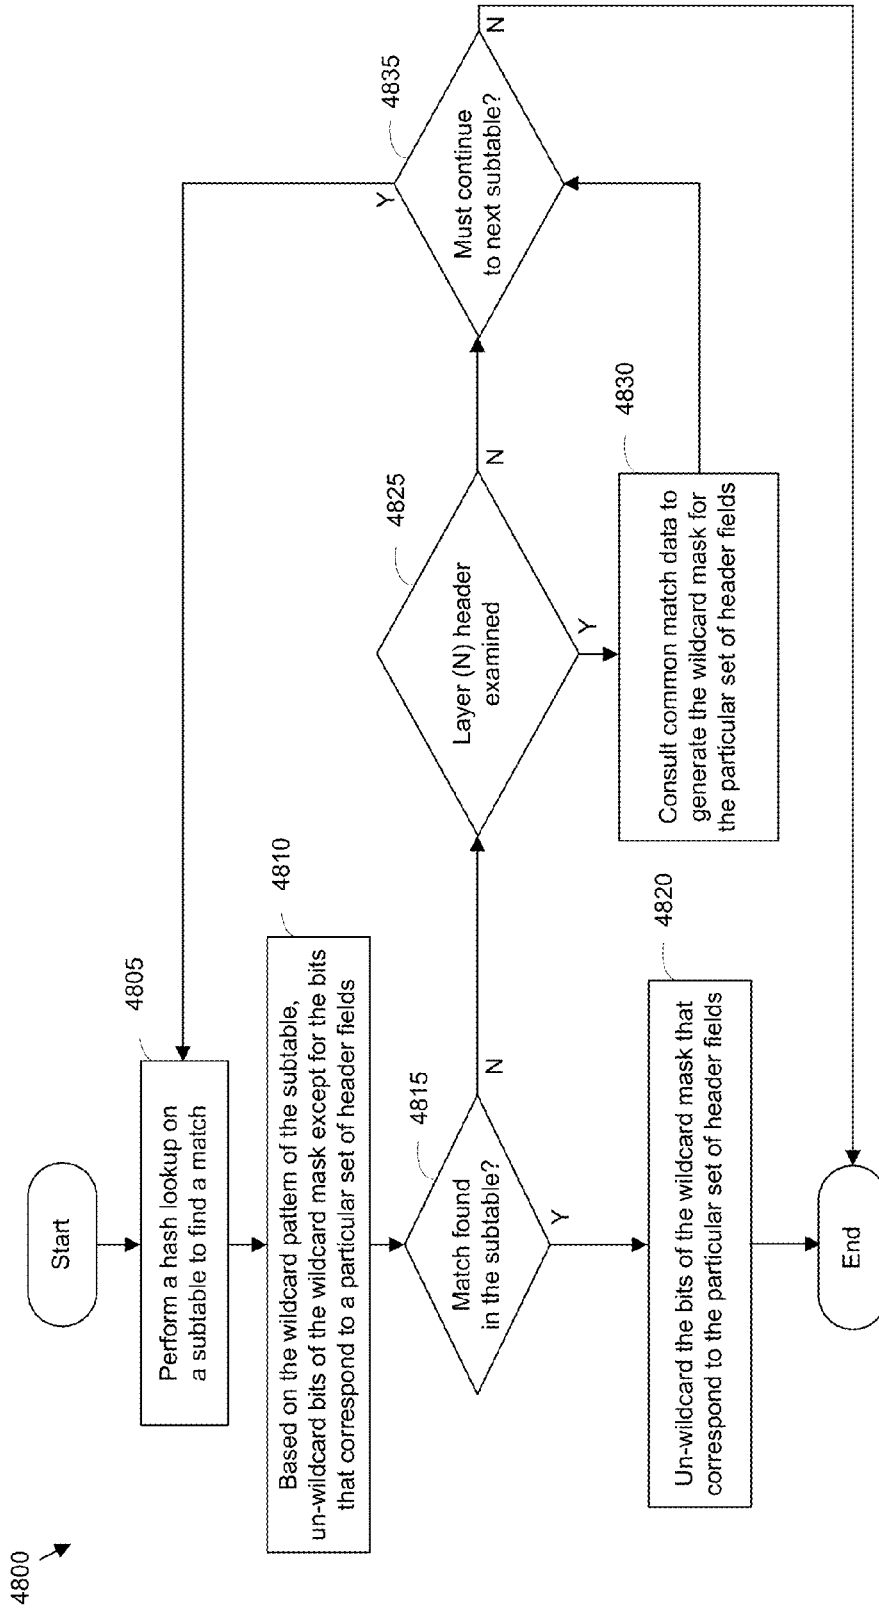 4800
Start
4805
Perform a hash lookup on
a subtable to find a match
4810
Based on the wildcard pattern of the subtable,
un-wildcard bits of the wildcard mask except for the bits
that correspond to a particular set of header fields
4815
Match found
in the subtable?
Y
N
4820
Un-wildcard the bits of the wildcard mask that
correspond to the particular set of header fields
End
4825
Layer (N) header
examined
Y
N
4830
Consult common match data to
generate the wildcard mask for
the particular set of header fields
4835
Must continue
to next subtable?
Y
N